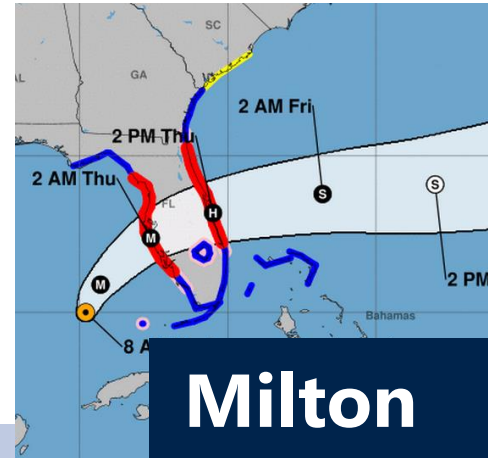 SC
GA
2 AM Fri
2 PM Thu
2 AM Thu
FL
M
H
S
S
M
2 PM
Bahamas
8 A
Milton